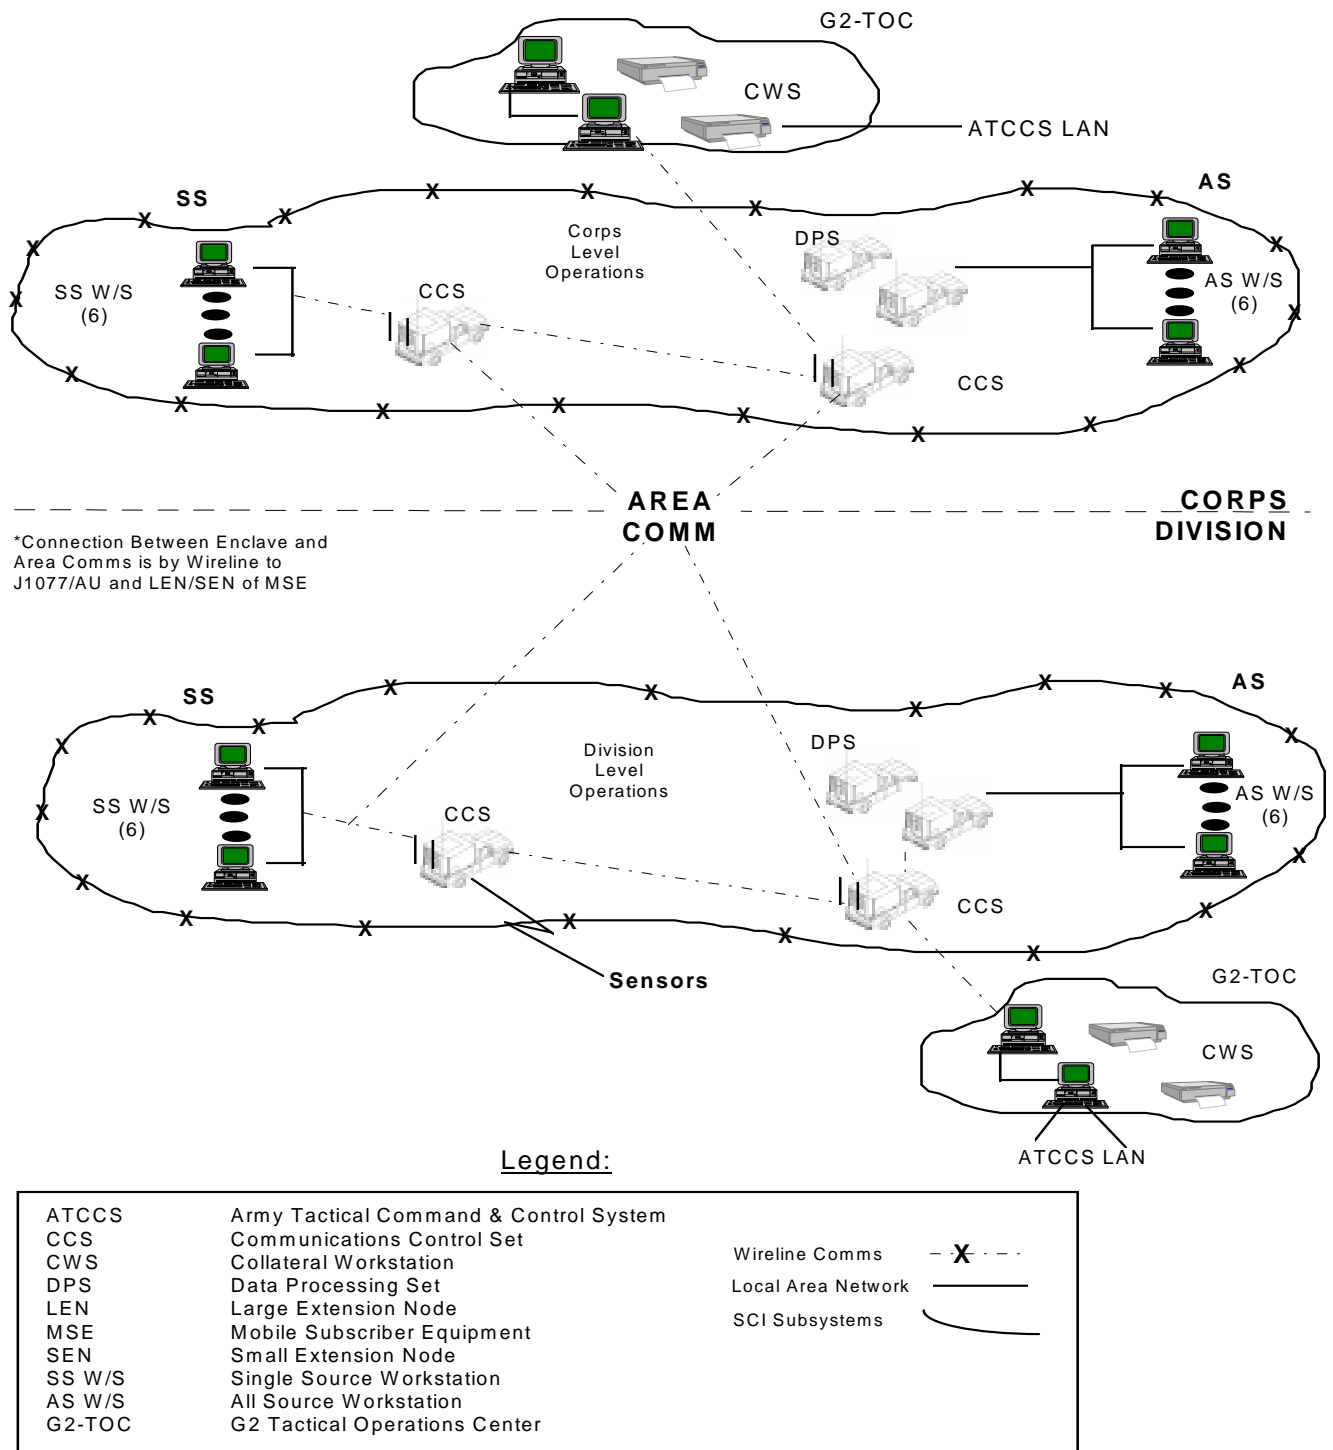 G2-TOC
CWS
ATCCS LAN
SS
AS
Corps
Level
Operations
DPS
SS W/S
(6)
CCS
AS W/S
(6)
CCS
AREA
COMM
CORPS
DIVISION
*Connection Between Enclave and
Area Comms is by Wireline to
J1077/AU and LEN/SEN of MSE
SS
AS
Division
Level
Operations
DPS
SS W/S
(6)
CCS
AS W/S
(6)
CCS
Sensors
G2-TOC
CWS
ATCCS LAN
Legend:
ATCCS Army Tactical Command & Control System
CCS Communications Control Set
CWS Collateral Workstation
DPS Data Processing Set
LEN Large Extension Node
MSE Mobile Subscriber Equipment
SEN Small Extension Node
SS W/S Single Source Workstation
AS W/S All Source Workstation
G2-TOC G2 Tactical Operations Center
Wireline Comms X
Local Area Network
SCI Subsystems